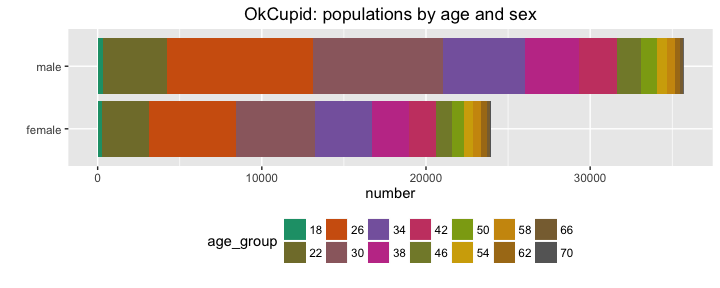 OkCupid: populations by age and sex
male
female
0 10000 20000 30000
number
age_group 18 26 34 42 50 58 66
22 30 38 46 54 62 70